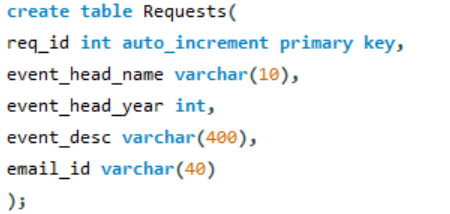 create table Requests(
req_id int auto_increment primary key,
event_head_name varchar(10),
event_head_year int,
event_desc varchar(400),
email_id varchar(40)
);